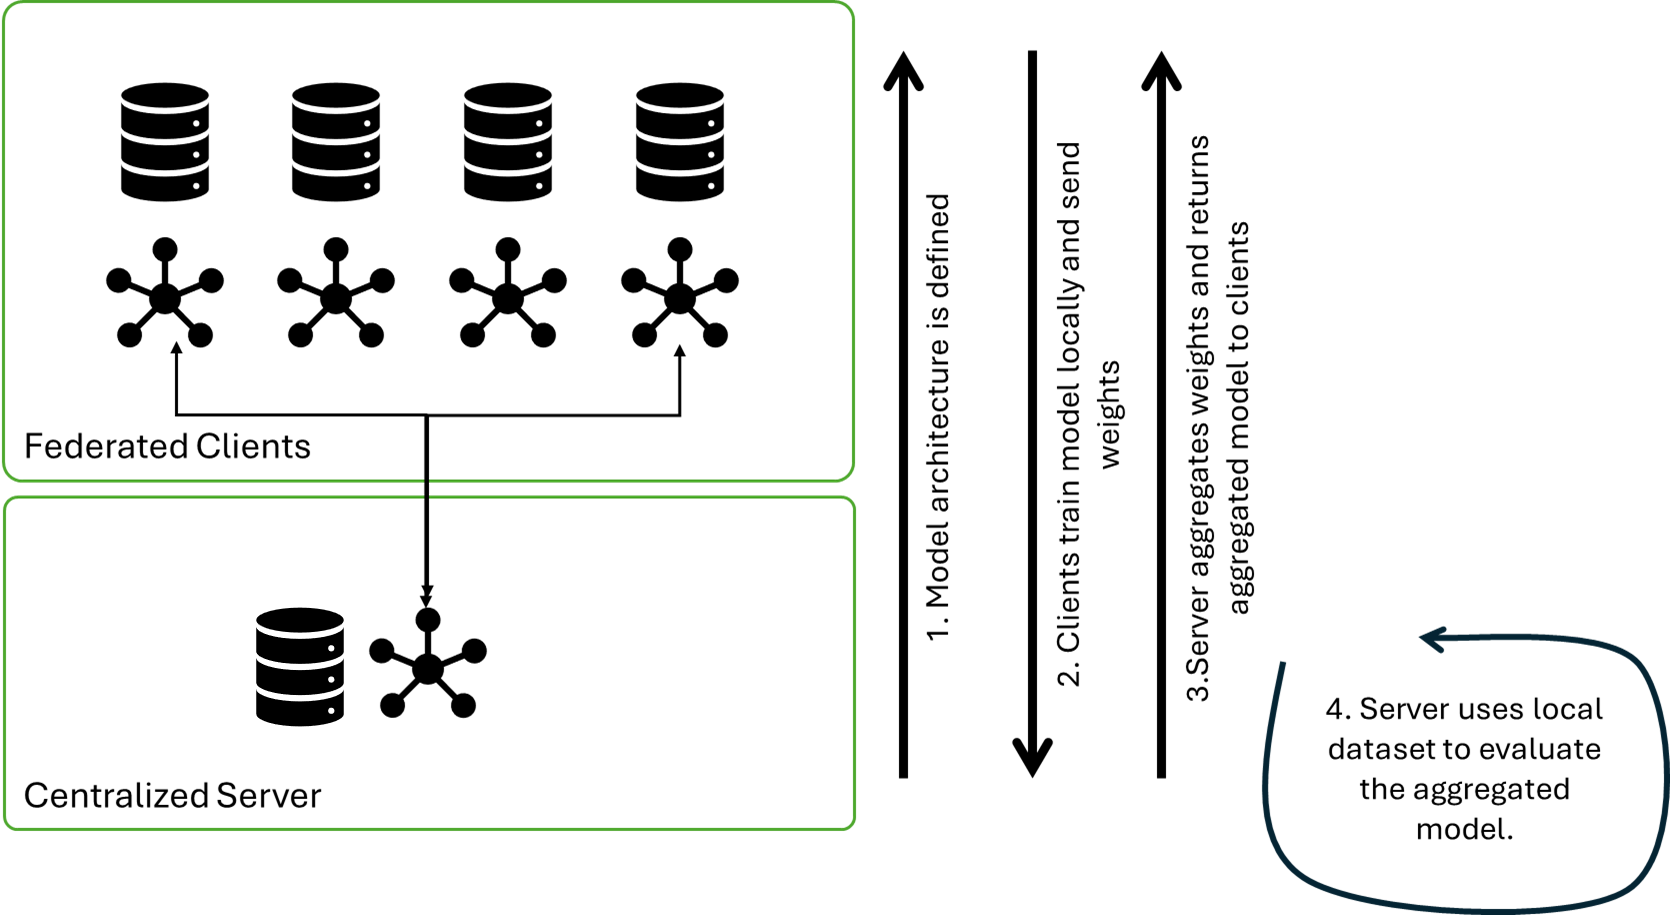 Federated Clients
Centralized Server
1. Model architecture is defined
2. Clients train model locally and send
weights
3.Server aggregates weights and returns
aggregated model to clients
4. Server uses local
dataset to evaluate
the aggregated
model.